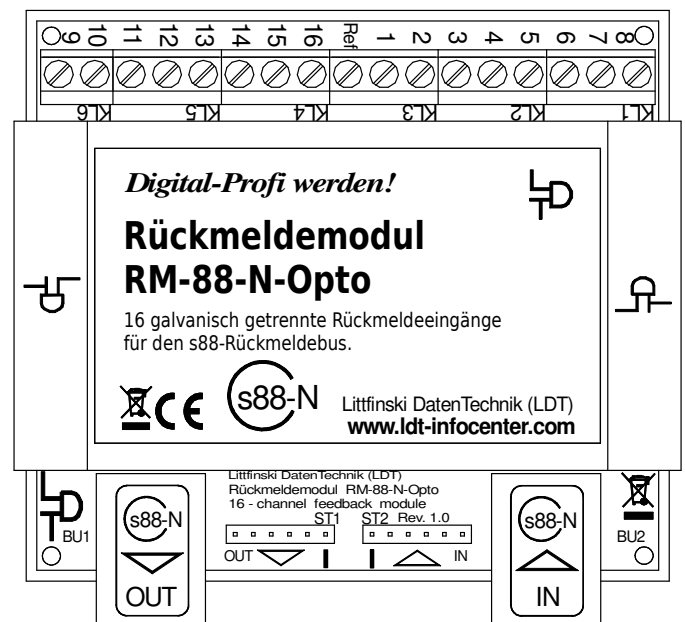 9 10 11 12 13 14 15 16 Ref 1 2 3 4 5 6 7 8
KL6 KL5 KL4 KL3 KL2 KL1
Digital-Profi werden!
Rückmeldemodul
RM-88-N-Opto
16 galvanisch getrennte Rückmeldeeingänge
für den s88-Rückmeldebus.
CE s88-N
Littfinski DatenTechnik (LDT)
www.ldt-infocenter.com
Littfinski DatenTechnik (LDT)
Rückmeldemodul RM-88-N-Opto
16 - channel feedback module
ST1 ST2 Rev. 1.0
BU1 s88-N OUT
OUT IN
s88-N IN BU2